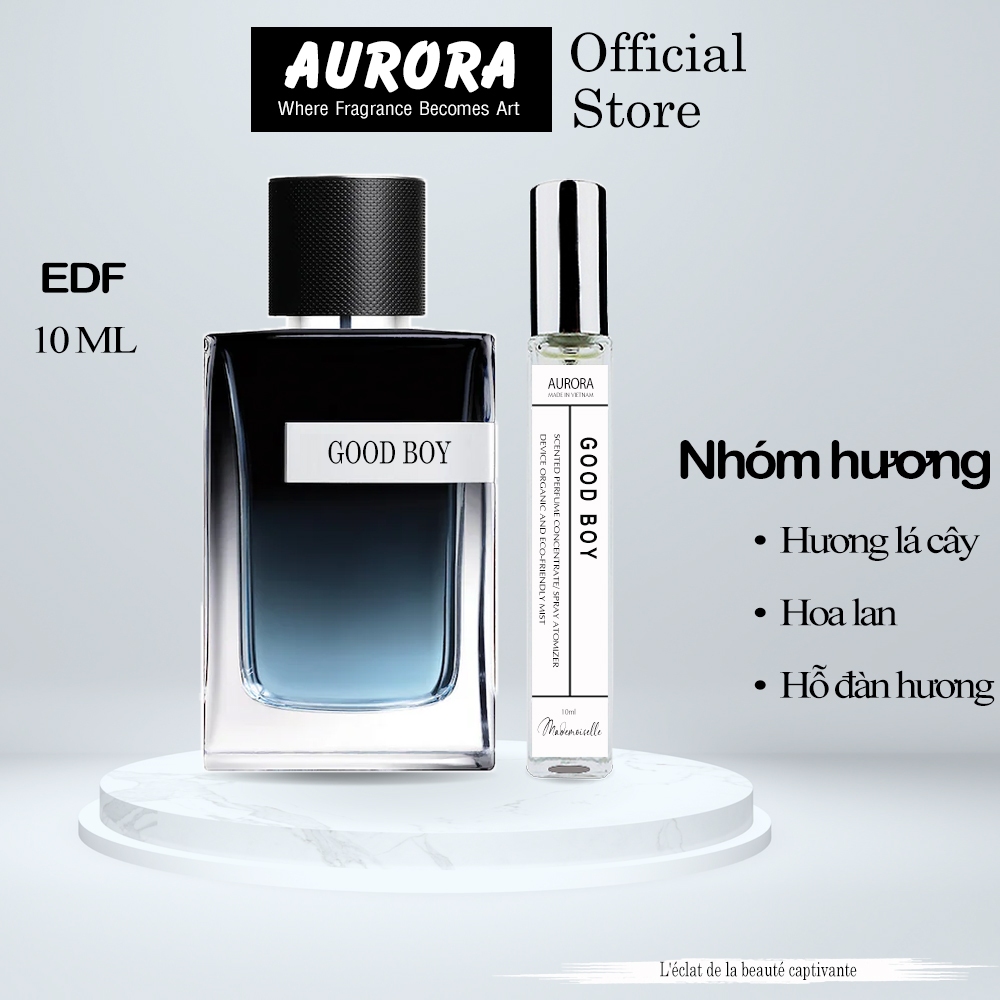 AURORA
Where Fragrance Becomes Art
Official
Store
EDF
10 ML
GOOD BOY
AURORA
MADE IN VIETNAM
GOOD BOY
SCENTED PERFUME CONCENTRATE/ SPRAY ATOMIZER
DEVICE ORGANIC AND ECO-FRIENDLY MIST
10ml
Mademoiselle
Nhóm hương
• Hương lá cây
• Hoa lan
• Hỗ đàn hương
L'éclat de la beauté captivante